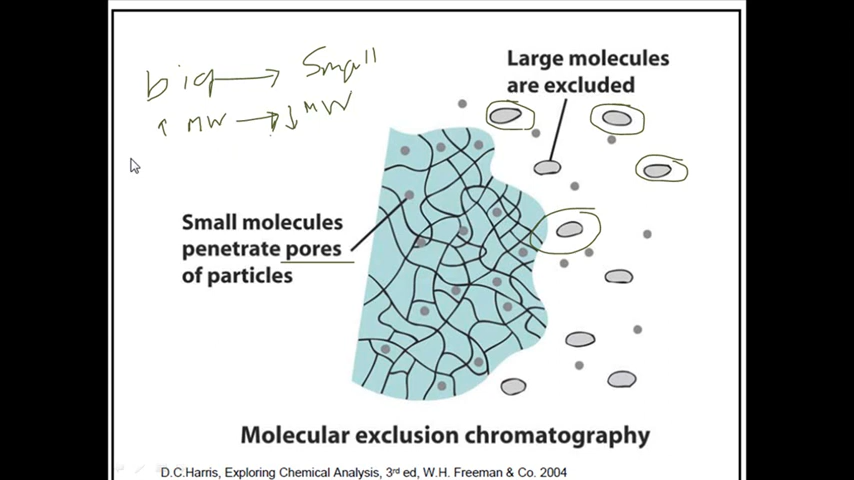 big → Small
↑ MW → ↓ MW
Large molecules
are excluded
Small molecules
penetrate pores
of particles
Molecular exclusion chromatography
D.C.Harris, Exploring Chemical Analysis, 3rd ed, W.H. Freeman & Co. 2004